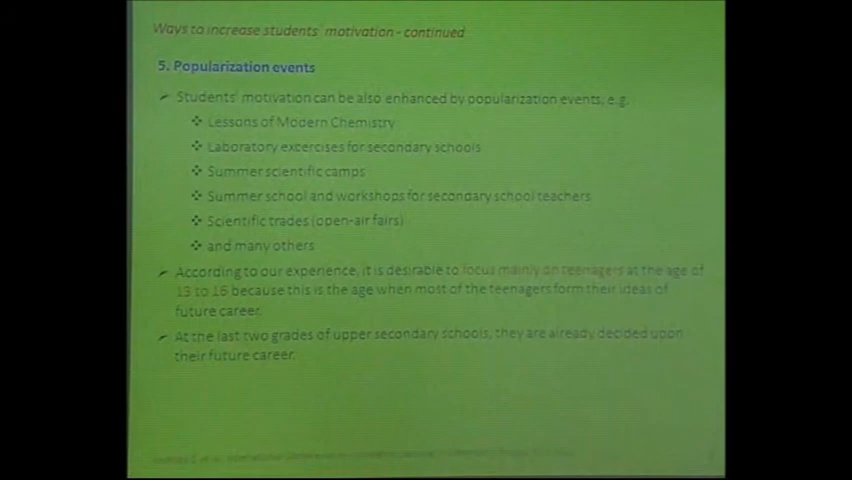 Ways to increase students' motivation - continued
5. Popularization events
➢ Students' motivation can be also enhanced by popularization events, e.g.
❖ Lessons of Modern Chemistry
❖ Laboratory excercises for secondary schools
❖ Summer scientific camps
❖ Summer school and workshops for secondary school teachers
❖ Scientific trades (open-air fairs)
❖ and many others
➢ According to our experience, it is desirable to focus mainly on teenagers at the age of
13 to 16 because this is the age when most of the teenagers form their ideas of
future career.
➢ At the last two grades of upper secondary schools, they are already decided upon
their future career.